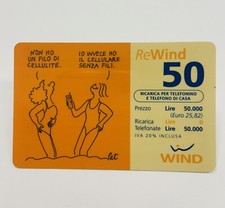 NON HO
UN FILO DI
CELLULITE.
IO INVECE HO
IL CELLULARE
SENZA FILI.
let
ReWind
50
RICARICA PER TELEFONINO
E TELEFONO DI CASA
Prezzo Lire 50.000
(Euro 25,82)
Ricarica Lire 0
Telefonate Lire 50.000
IVA 20% INCLUSA
WIND